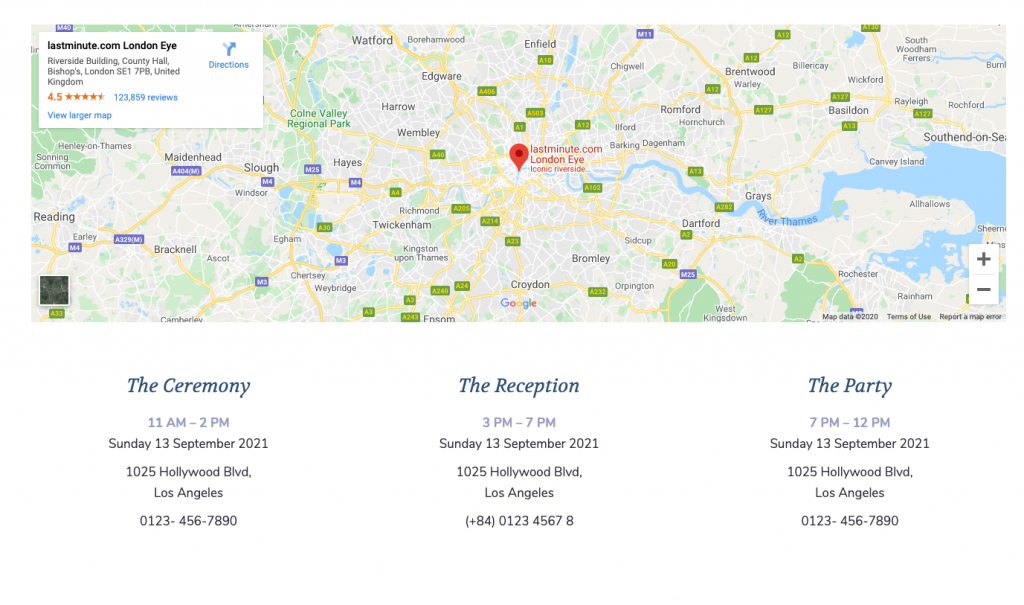 lastminute.com London Eye
Riverside Building, County Hall,
Bishop's, London SE1 7PB, United
Kingdom
4.5 123,859 reviews
View larger map
Directions
M40
Watford
Borehamwood
Enfield
M11
A12
A130
South
Woodham
Ferrers
A10
Chigwell
Brentwood
Billericay
Edgware
A12
Warley
Wickford
A406
A12
A127
A127
Rayleigh
Rochford
Harrow
Colne Valley
Regional Park
A503
Romford
Hornchurch
Basildon
A127
A1
A12
Ilford
A13
Wembley
Southend-on-Sea
Henley-on-Thames
Sonning
Common
Maidenhead
A40
lastminute.com
London Eye
Iconic riverside...
Barking
Dagenham
Canvey Island
Slough
Hayes
M25
A404(M)
M4
M4
A13
Windsor
A4
A102
Grays
Reading
Richmond
A205
A282
Allhallows
A214
River Thames
Twickenham
A30
Dartford
Earley
A329(M)
Egham
A23
Sidcup
A2
M4
Bracknell
Kingston
upon Thames
Ascot
M3
Bromley
A20
A2
Chertsey
M25
Rochester
M3
Weybridge
A240
A24
Croydon
Orpington
A232
Rainham
A3
Google
A33
Camberley
A3
A243
Epsom
West
Kingsdown
Map data ©2020
Terms of Use
Report a map error
The Ceremony
11 AM – 2 PM
Sunday 13 September 2021
1025 Hollywood Blvd,
Los Angeles
0123- 456-7890
The Reception
3 PM – 7 PM
Sunday 13 September 2021
1025 Hollywood Blvd,
Los Angeles
(+84) 0123 4567 8
The Party
7 PM – 12 PM
Sunday 13 September 2021
1025 Hollywood Blvd,
Los Angeles
0123- 456-7890